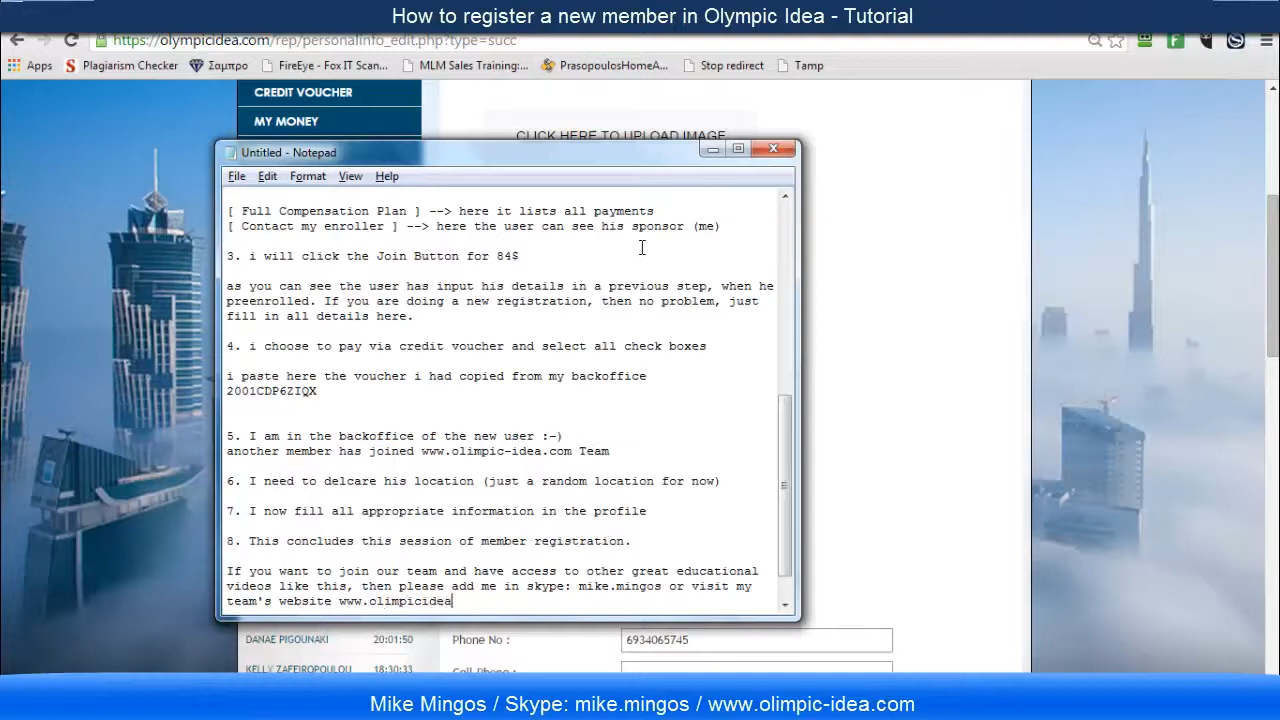 How to register a new member in Olympic Idea - Tutorial
https://olympicidea.com/rep/personalinfo_edit.php?type=succ
Apps
Plagiarism Checker
Σαμπρο
FireEye - Fox IT Scan...
MLM Sales Training:...
PrasopoulosHomeA...
Stop redirect
Tamp
CREDIT VOUCHER
MY MONEY
CLICK HERE TO UPLOAD IMAGE
Untitled - Notepad
File Edit Format View Help
[ Full Compensation Plan ] --> here it lists all payments
[ Contact my enroller ] --> here the user can see his sponsor (me)
3. i will click the Join Button for 84$
as you can see the user has input his details in a previous step, when he
preenrolled. If you are doing a new registration, then no problem, just
fill in all details here.
4. i choose to pay via credit voucher and select all check boxes
i paste here the voucher i had copied from my backoffice
2001CDP6ZIQX
5. I am in the backoffice of the new user :-)
another member has joined www.olimpic-idea.com Team
6. I need to delcare his location (just a random location for now)
7. I now fill all appropriate information in the profile
8. This concludes this session of member registration.
If you want to join our team and have access to other great educational
videos like this, then please add me in skype: mike.mingos or visit my
team's website www.olimpicidea
DANAE PIGOUNAKI 20:01:50
Phone No : 6934065745
KELLY ZAFEIROPOULOU 18:30:33
Cell Phone :
Mike Mingos / Skype: mike.mingos / www.olimpic-idea.com